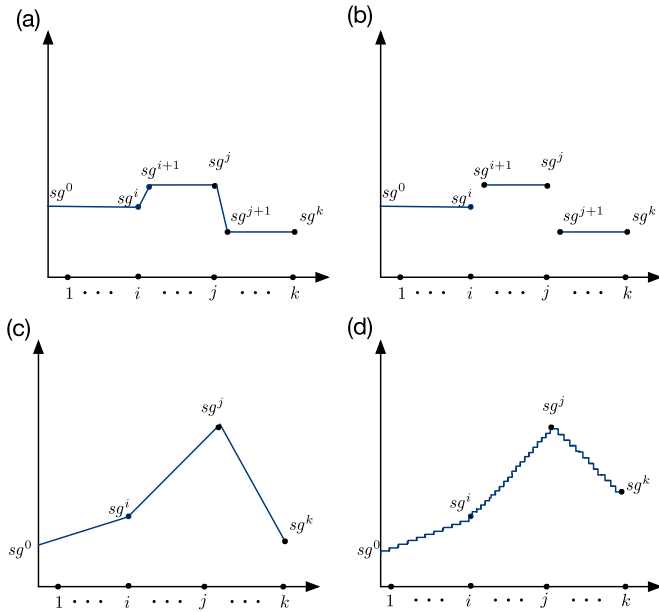 (a)
sg^{i+1} sg^j
sg^0 sg^i sg^{j+1} sg^k
1 · · · i · · · j · · · k
(b)
sg^{i+1} sg^j
sg^0 sg^i sg^{j+1} sg^k
1 · · · i · · · j · · · k
(c)
sg^j
sg^i sg^k
sg^0
1 · · · i · · · j · · · k
(d)
sg^j
sg^k
sg^i
sg^0
1 · · · i · · · j · · · k